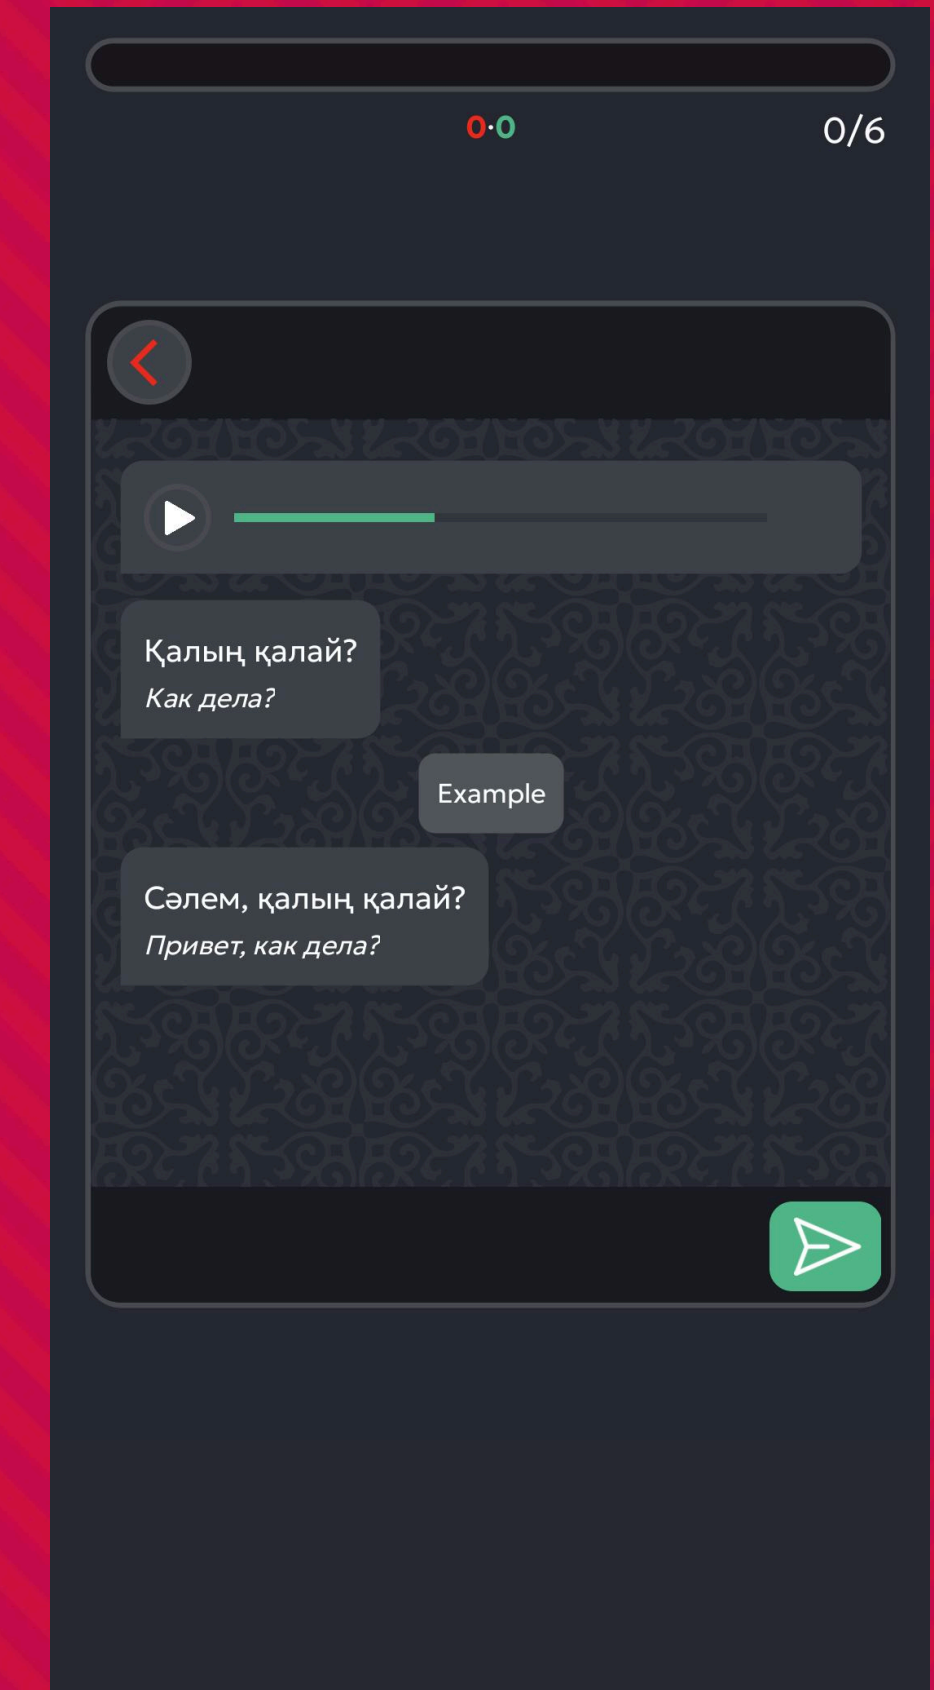 0·0
0/6
Қалың қалай?
Как дела?
Example
Сәлем, қалың қалай?
Привет, как дела?